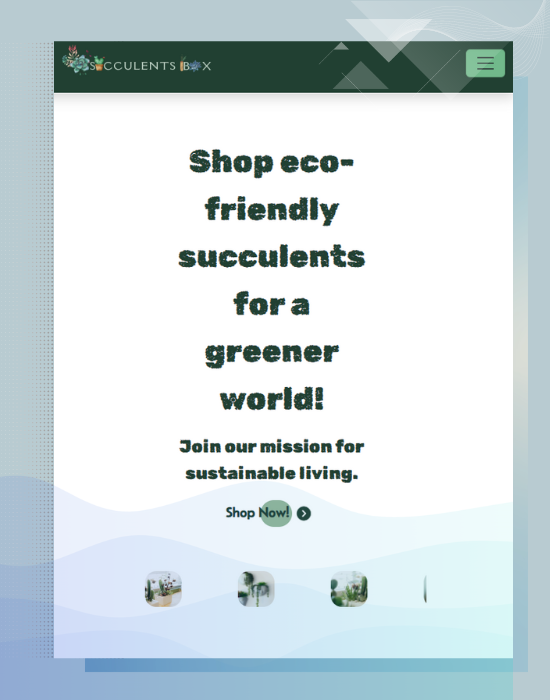 SUCCULENTS BOX
Shop eco-
friendly
succulents
for a
greener
world!
Join our mission for
sustainable living.
Shop Now!